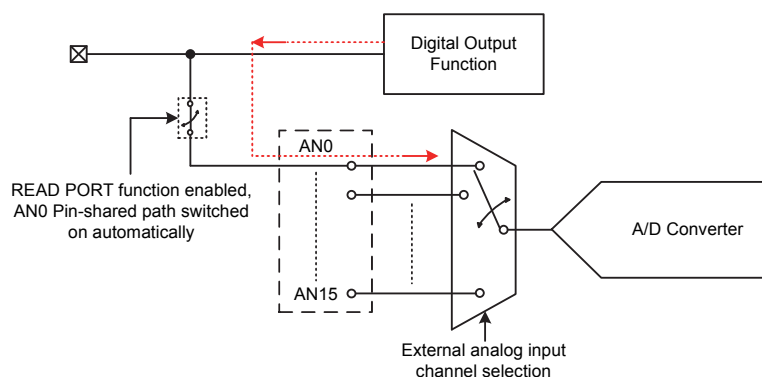 Digital Output
Function
AN0
READ PORT function enabled,
AN0 Pin-shared path switched
on automatically
A/D Converter
AN15
External analog input
channel selection